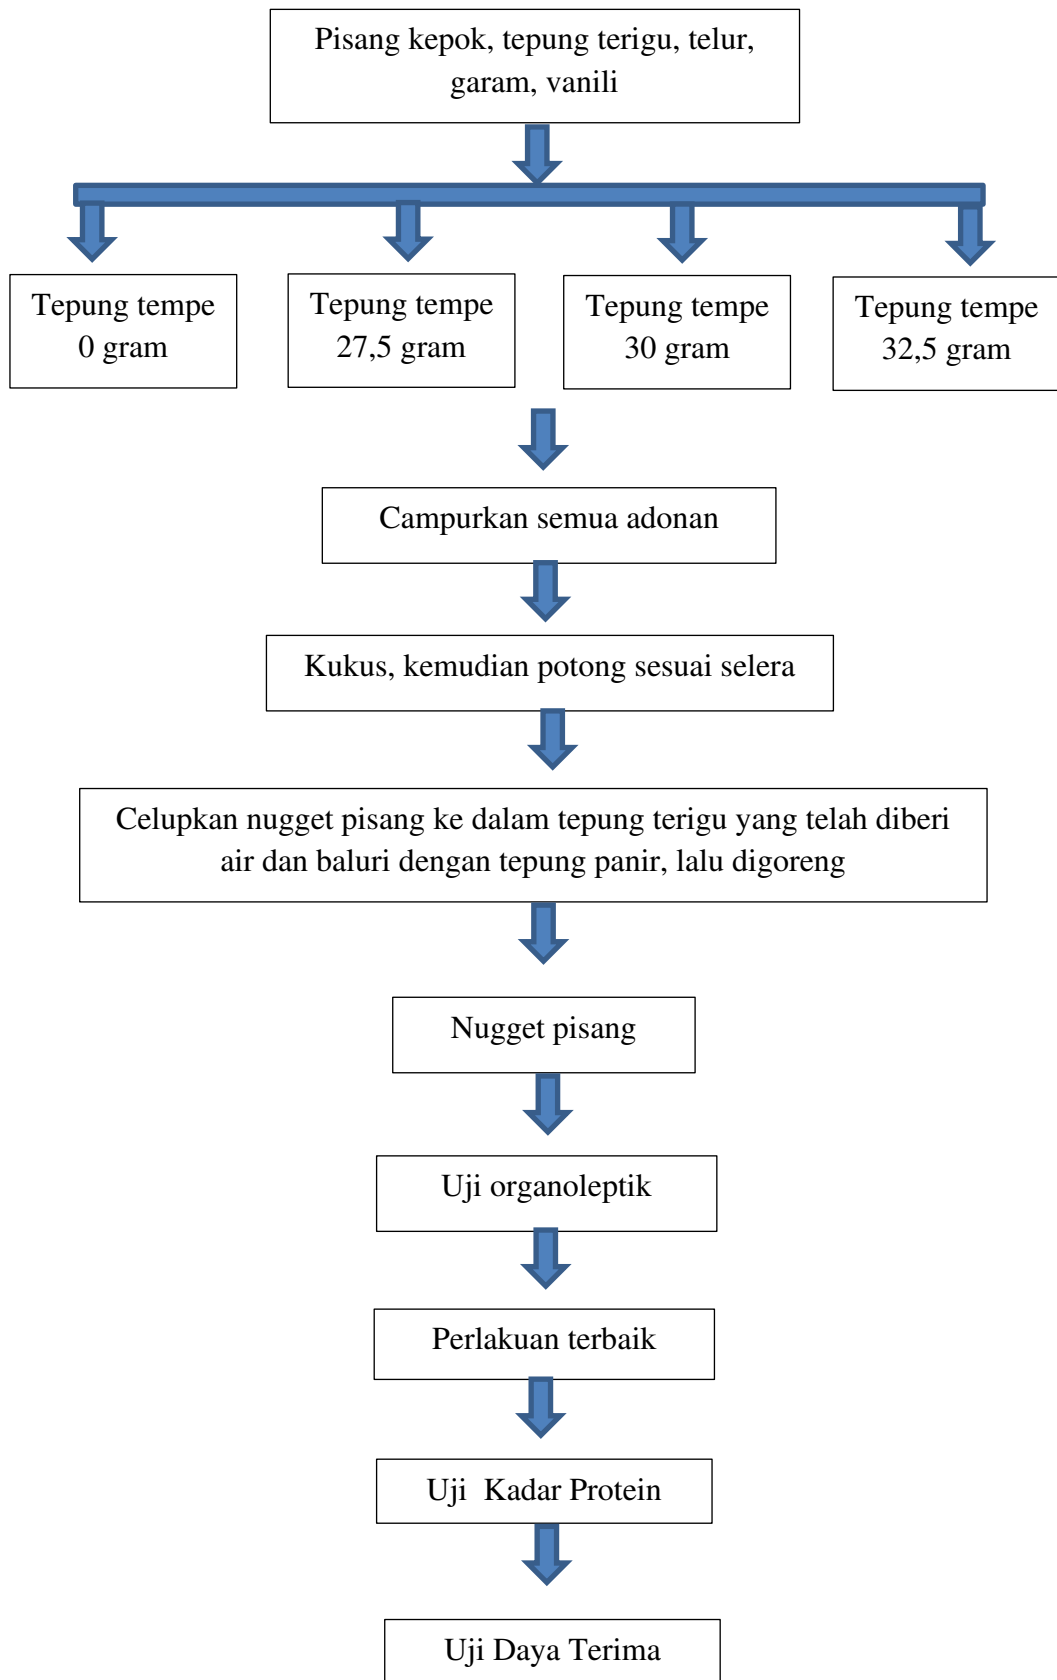 Pisang kepok, tepung terigu, telur,
garam, vanili
Tepung tempe
0 gram
Tepung tempe
27,5 gram
Tepung tempe
30 gram
Tepung tempe
32,5 gram
Campurkan semua adonan
Kukus, kemudian potong sesuai selera
Celupkan nugget pisang ke dalam tepung terigu yang telah diberi
air dan baluri dengan tepung panir, lalu digoreng
Nugget pisang
Uji organoleptik
Perlakuan terbaik
Uji  Kadar Protein
Uji Daya Terima